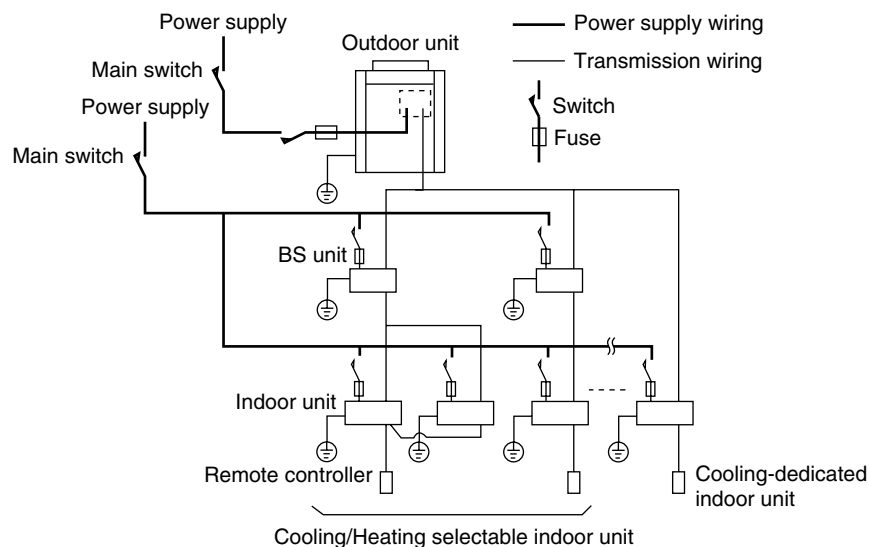 Power supply
Outdoor unit
Power supply wiring
Transmission wiring
Main switch
Power supply
Switch
Fuse
Main switch
BS unit
Indoor unit
Remote controller
Cooling-dedicated
indoor unit
Cooling/Heating selectable indoor unit